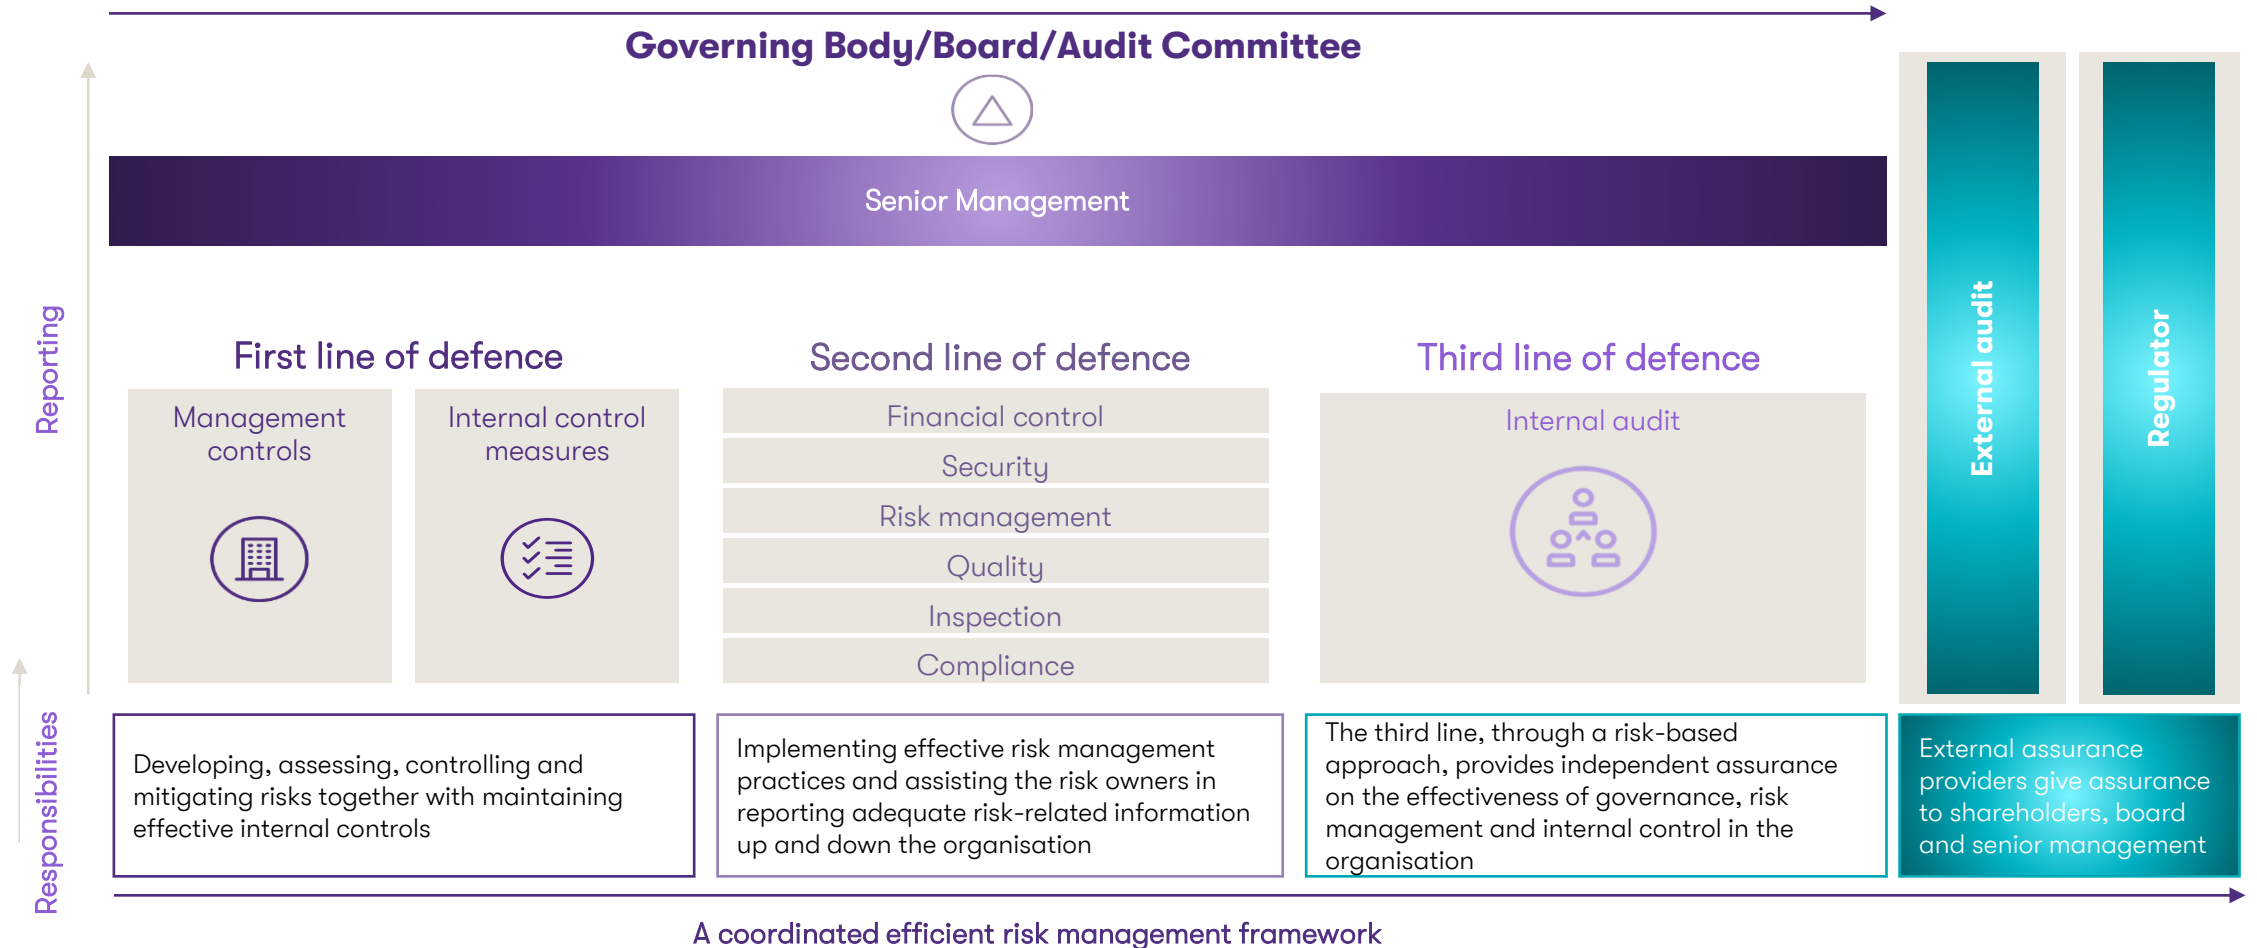 Governing Body/Board/Audit Committee
Senior Management
Reporting
First line of defence
Management
controls
Internal control
measures
Second line of defence
Financial control
Security
Risk management
Quality
Inspection
Compliance
Third line of defence
Internal audit
External audit
Regulator
Responsibilities
Developing, assessing, controlling and
mitigating risks together with maintaining
effective internal controls
Implementing effective risk management
practices and assisting the risk owners in
reporting adequate risk-related information
up and down the organisation
The third line, through a risk-based
approach, provides independent assurance
on the effectiveness of governance, risk
management and internal control in the
organisation
External assurance
providers give assurance
to shareholders, board
and senior management
A coordinated efficient risk management framework